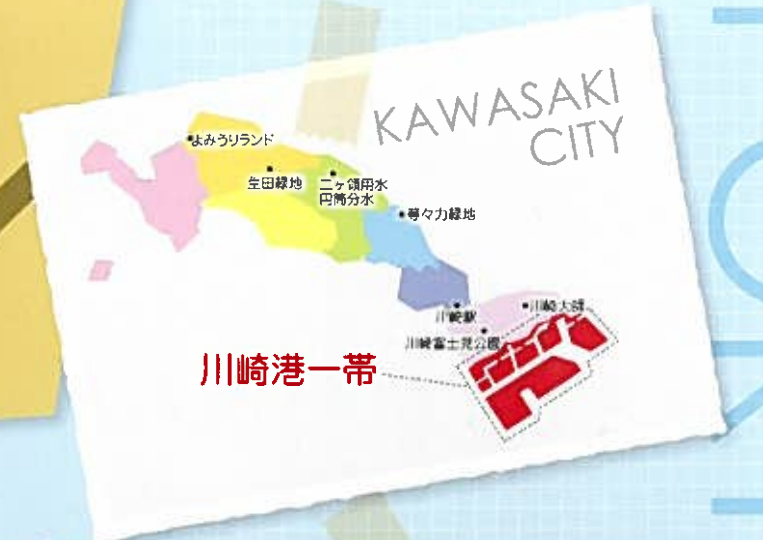 KAWASAKI
CITY
よみうりランド
生田緑地
二ヶ領用水
円筒分水
等々力緑地
川崎駅
川崎大師
川崎富士見公園
川崎港一帯